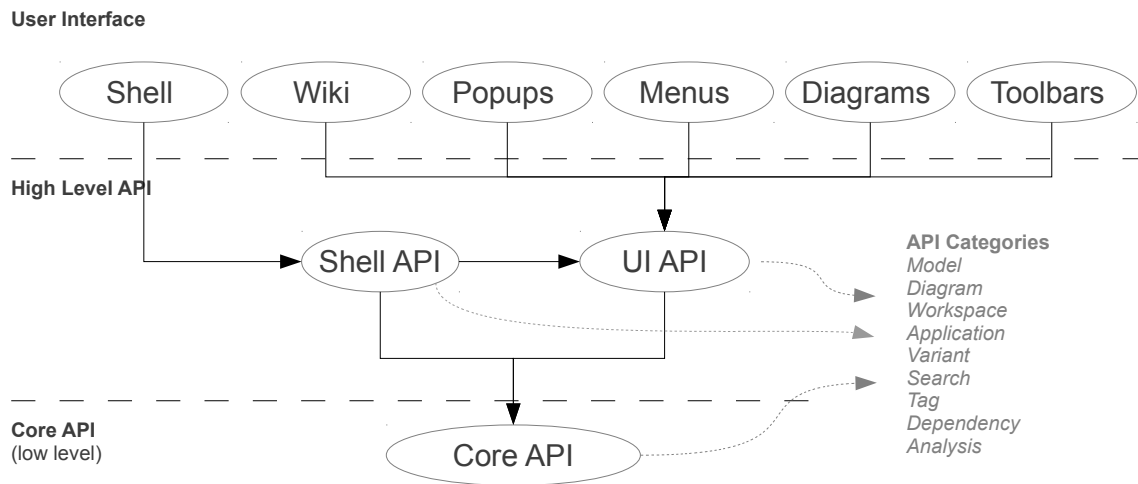 User Interface
Shell
Wiki
Popups
Menus
Diagrams
Toolbars
High Level API
Shell API
UI API
API Categories
Model
Diagram
Workspace
Application
Variant
Search
Tag
Dependency
Analysis
Core API
(low level)
Core API